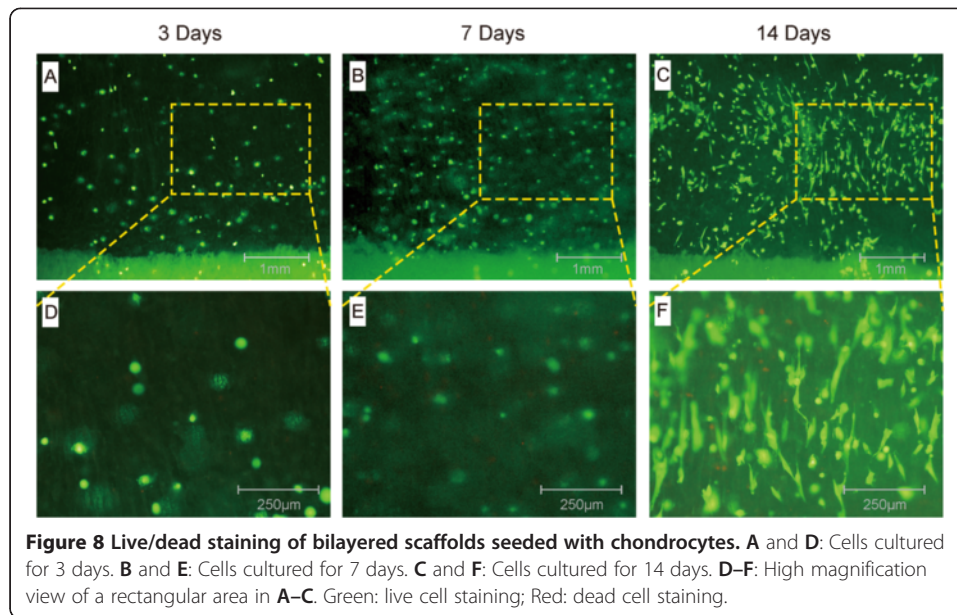 3 Days 7 Days 14 Days
A B C
1mm 1mm 1mm
D E F
250μm 250μm 250μm
Figure 8 Live/dead staining of bilayered scaffolds seeded with chondrocytes. A and D: Cells cultured
for 3 days. B and E: Cells cultured for 7 days. C and F: Cells cultured for 14 days. D–F: High magnification
view of a rectangular area in A–C. Green: live cell staining; Red: dead cell staining.